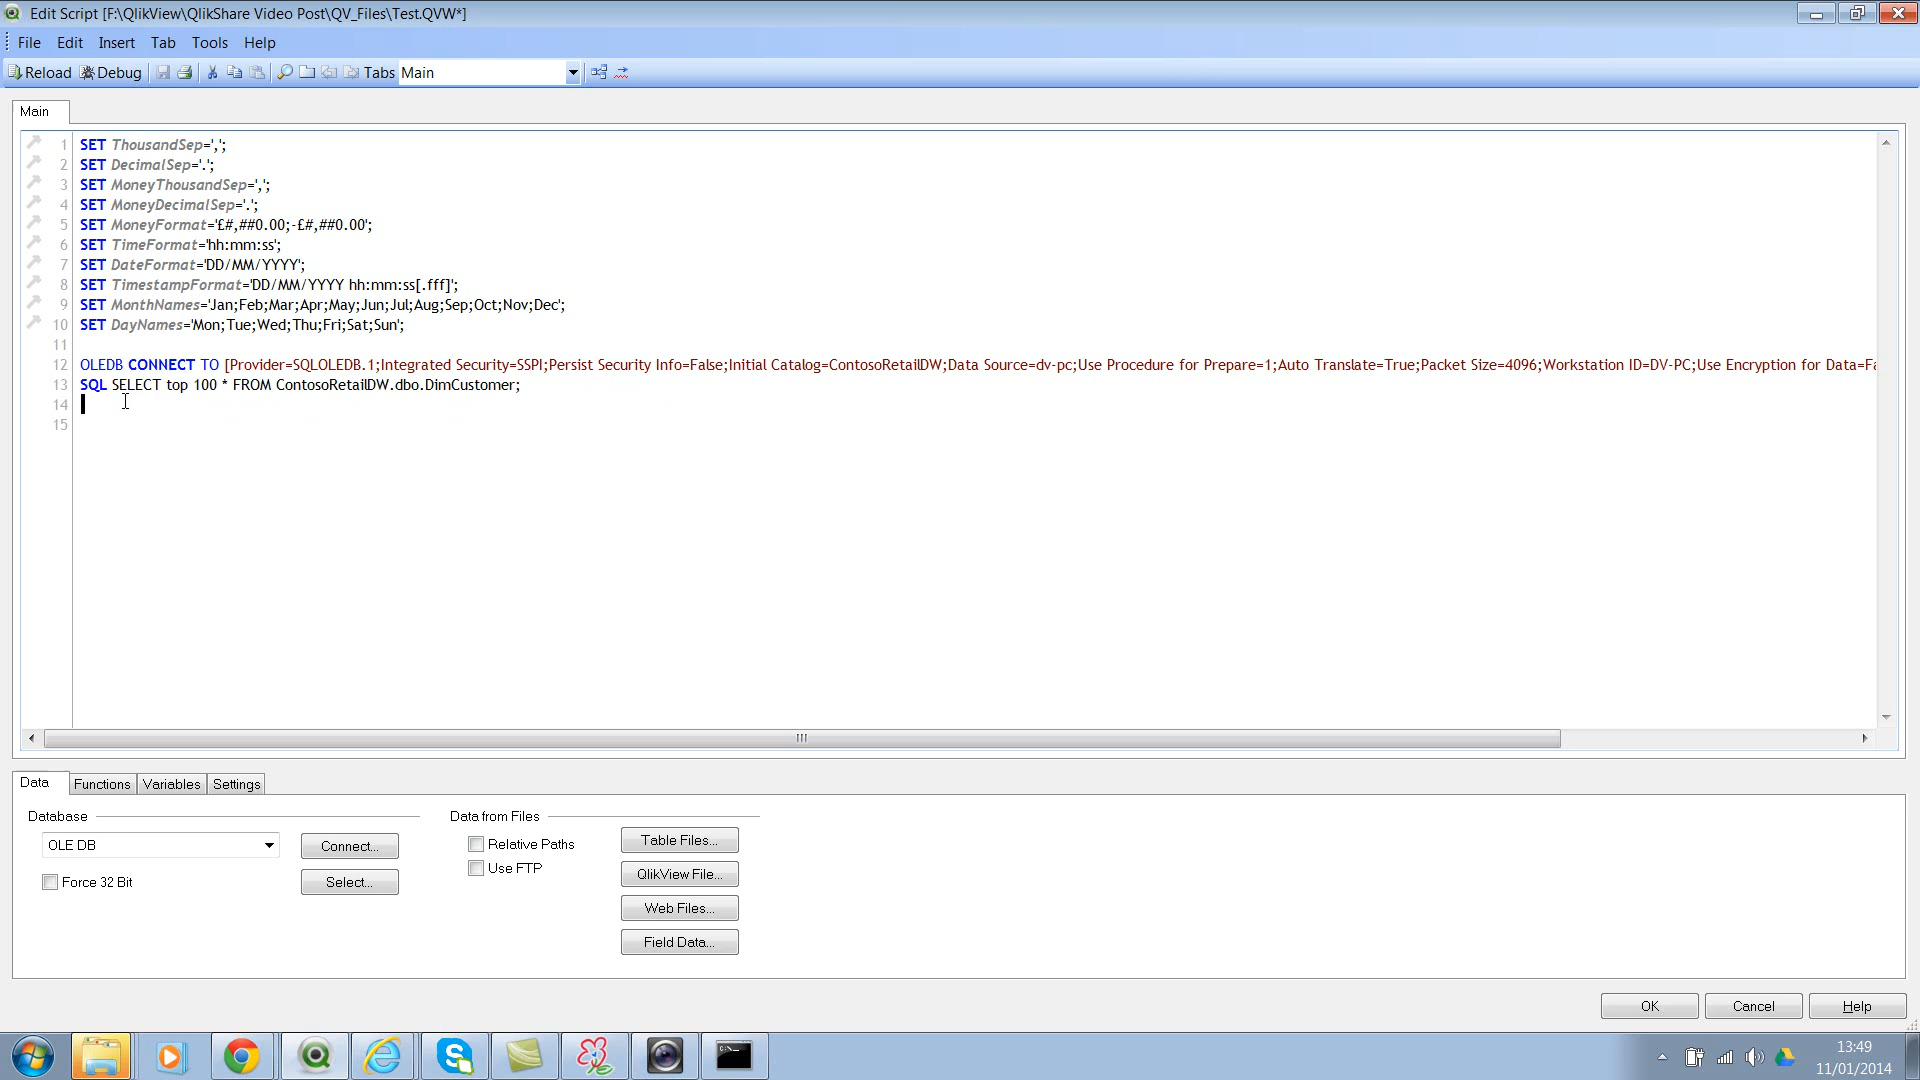 Edit Script [F:\QlikView\QlikShare Video Post\QV_Files\Test.QVW*]
File Edit Insert Tab Tools Help
Reload Debug Tabs Main
Main
1 SET ThousandSep=',';
2 SET DecimalSep='.';
3 SET MoneyThousandSep=',';
4 SET MoneyDecimalSep='.';
5 SET MoneyFormat='£#,##0.00;-£#,##0.00';
6 SET TimeFormat='hh:mm:ss';
7 SET DateFormat='DD/MM/YYYY';
8 SET TimestampFormat='DD/MM/YYYY hh:mm:ss[.fff]';
9 SET MonthNames='Jan;Feb;Mar;Apr;May;Jun;Jul;Aug;Sep;Oct;Nov;Dec';
10 SET DayNames='Mon;Tue;Wed;Thu;Fri;Sat;Sun';
11
12 OLEDB CONNECT TO [Provider=SQLOLEDB.1;Integrated Security=SSPI;Persist Security Info=False;Initial Catalog=ContosoRetailDW;Data Source=dv-pc;Use Procedure for Prepare=1;Auto Translate=True;Packet Size=4096;Workstation ID=DV-PC;Use Encryption for Data=Fa
13 SQL SELECT top 100 * FROM ContosoRetailDW.dbo.DimCustomer;
14
15
Data Functions Variables Settings
Database
OLE DB
Connect...
Force 32 Bit
Select...
Data from Files
Relative Paths
Use FTP
Table Files...
QlikView File...
Web Files...
Field Data...
OK Cancel Help
13:49
11/01/2014